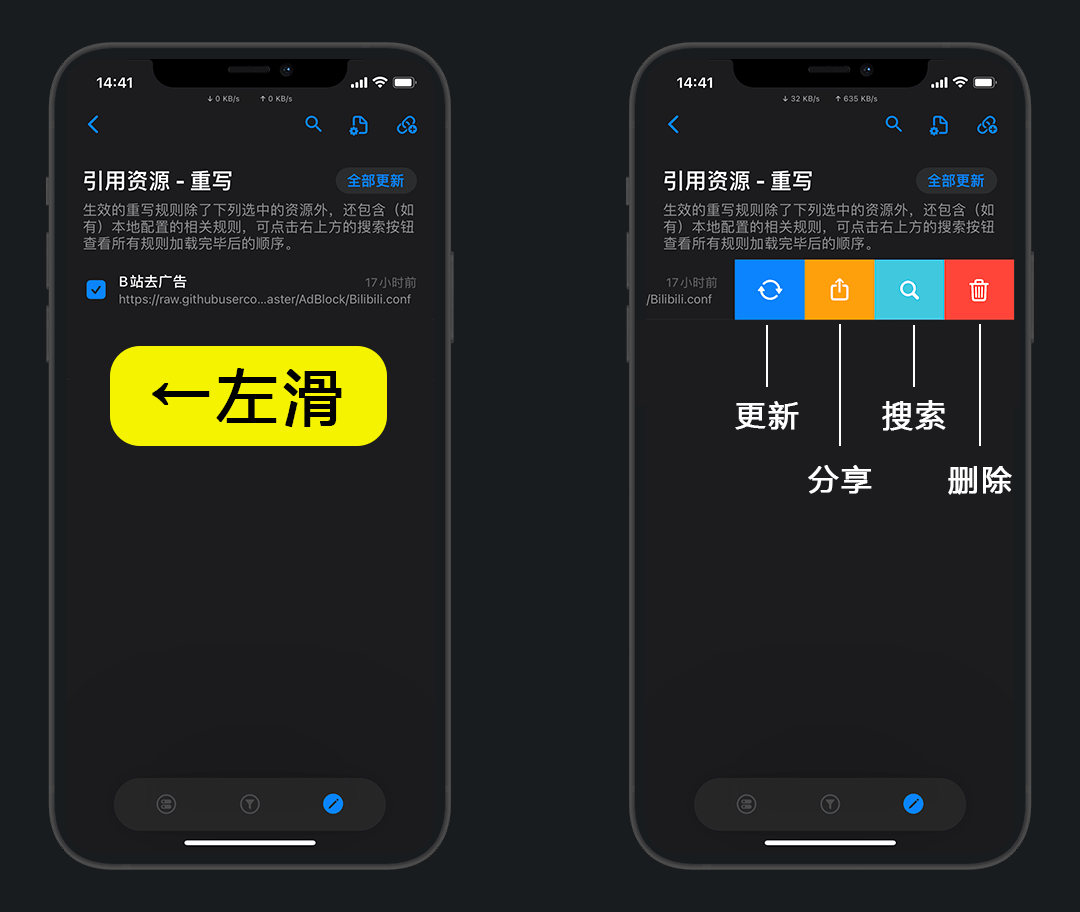 14:41
↓ 0 KB/s ↑ 0 KB/s
引用资源 - 重写
全部更新
生效的重写规则除了下列选中的资源外，还包含（如
有）本地配置的相关规则，可点击右上方的搜索按钮
查看所有规则加载完毕后的顺序。
B站去广告
17 小时前
https://raw.githubuserco...aster/AdBlock/Bilibili.conf
←左滑
14:41
↓ 32 KB/s ↑ 635 KB/s
引用资源 - 重写
全部更新
生效的重写规则除了下列选中的资源外，还包含（如
有）本地配置的相关规则，可点击右上方的搜索按钮
查看所有规则加载完毕后的顺序。
17 小时前
/Bilibili.conf
更新
搜索
分享
删除